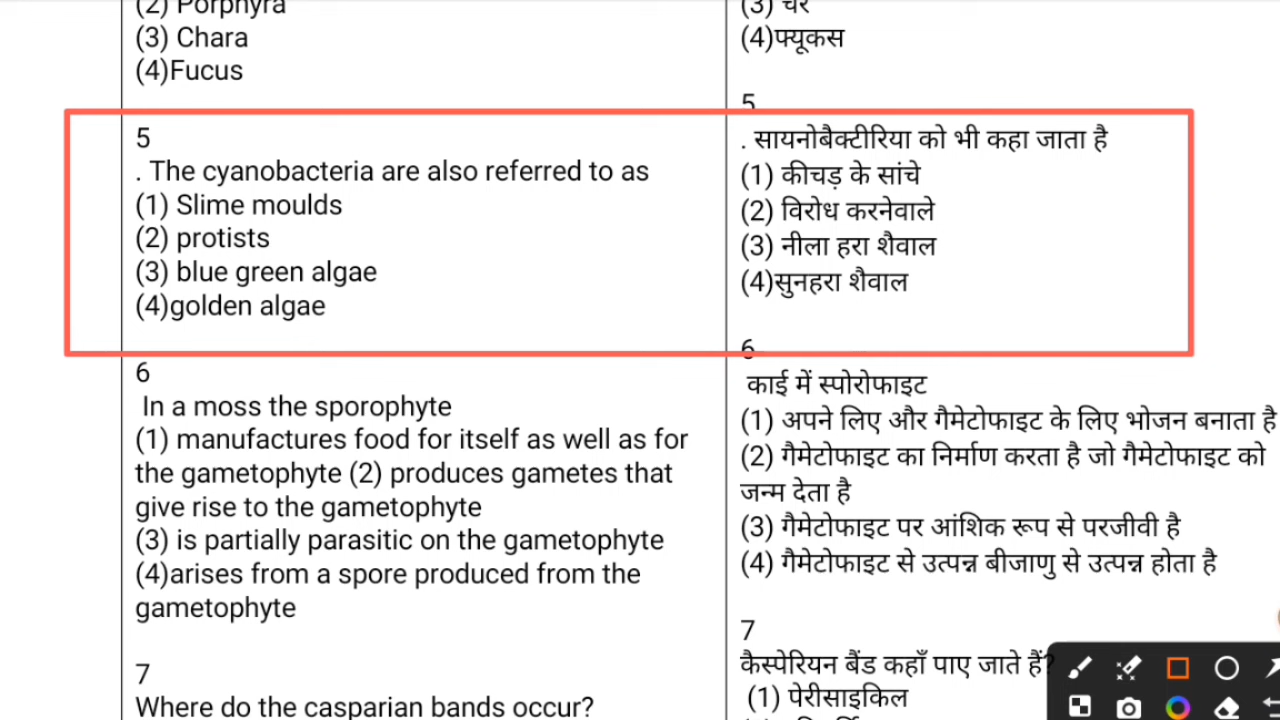 (2) Porphyra
(3) Chara
(4)Fucus
5
. The cyanobacteria are also referred to as
(1) Slime moulds
(2) protists
(3) blue green algae
(4)golden algae
6
In a moss the sporophyte
(1) manufactures food for itself as well as for
the gametophyte (2) produces gametes that
give rise to the gametophyte
(3) is partially parasitic on the gametophyte
(4)arises from a spore produced from the
gametophyte
7
Where do the casparian bands occur?
(3) चर
(4)फ्यूकस
5
. सायनोबैक्टीरिया को भी कहा जाता है
(1) कीचड़ के सांचे
(2) विरोध करनेवाले
(3) नीला हरा शैवाल
(4)सुनहरा शैवाल
6
काई में स्पोरोफाइट
(1) अपने लिए और गैमेटोफाइट के लिए भोजन बनाता है
(2) गैमेटोफाइट का निर्माण करता है जो गैमेटोफाइट को
जन्म देता है
(3) गैमेटोफाइट पर आंशिक रूप से परजीवी है
(4) गैमेटोफाइट से उत्पन्न बीजाणु से उत्पन्न होता है
7
कैस्पेरियन बैंड कहाँ पाए जाते हैं?
(1) पेरीसाइकिल